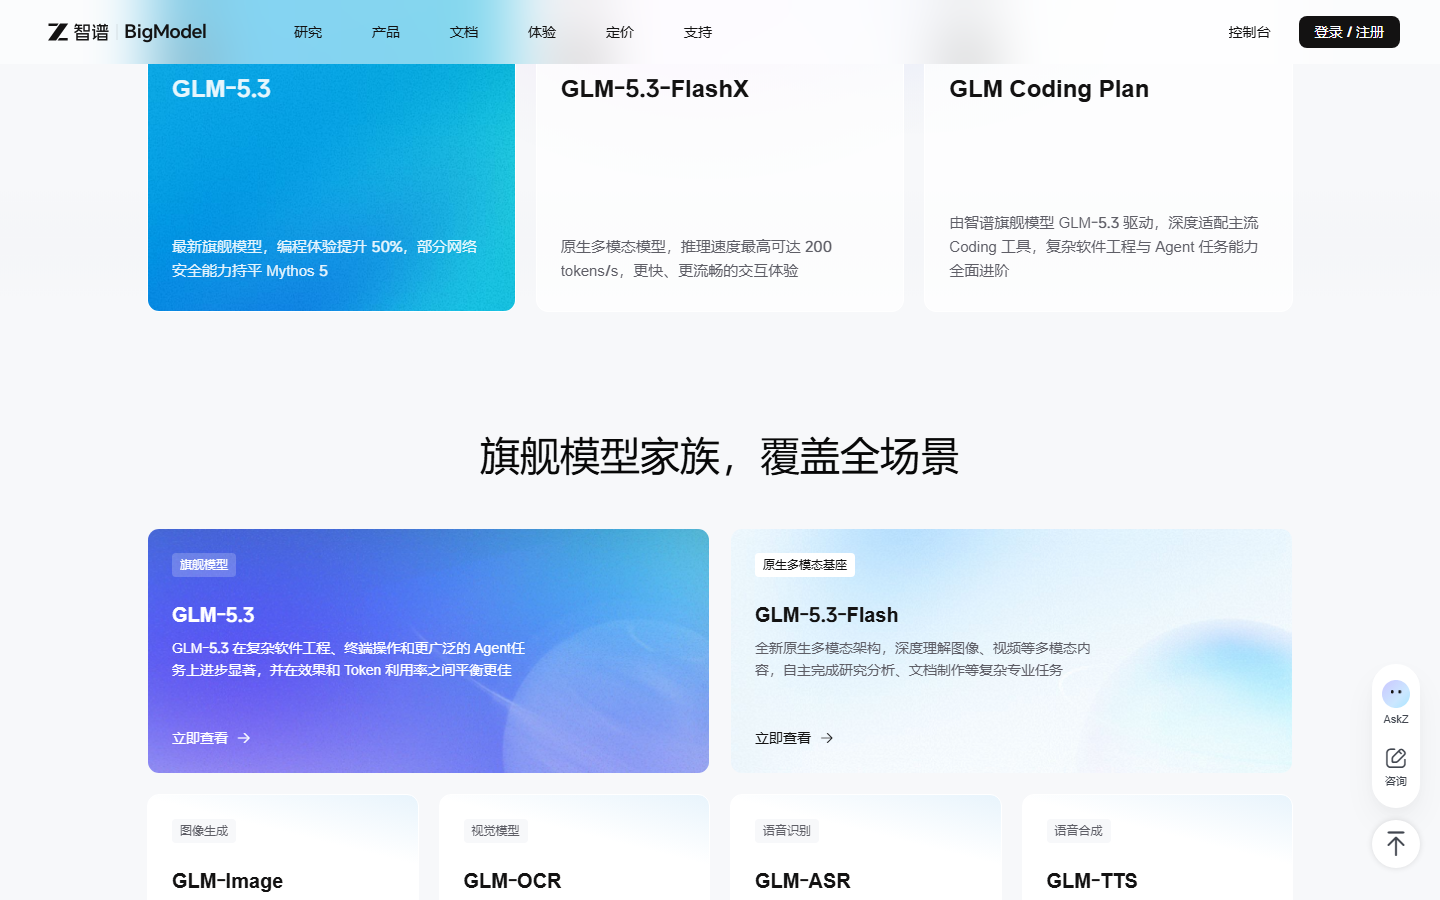 智谱 BigModel 研究 产品 文档 体验 定价 支持 控制台 登录 / 注册
GLM-5.3
最新旗舰模型，编程体验提升 50%，部分网络
安全能力持平 Mythos 5
GLM-5.3-FlashX
原生多模态模型，推理速度最高可达 200
tokens/s，更快、更流畅的交互体验
GLM Coding Plan
由智谱旗舰模型 GLM-5.3 驱动，深度适配主流
Coding 工具，复杂软件工程与 Agent 任务能力
全面进阶
旗舰模型家族，覆盖全场景
旗舰模型
GLM-5.3
GLM-5.3 在复杂软件工程、终端操作和更广泛的 Agent任
务上进步显著，并在效果和 Token 利用率之间平衡更佳
立即查看
原生多模态基座
GLM-5.3-Flash
全新原生多模态架构，深度理解图像、视频等多模态内
容，自主完成研究分析、文档制作等复杂专业任务
立即查看
图像生成
GLM-Image
视觉模型
GLM-OCR
语音识别
GLM-ASR
语音合成
GLM-TTS
AskZ
咨询